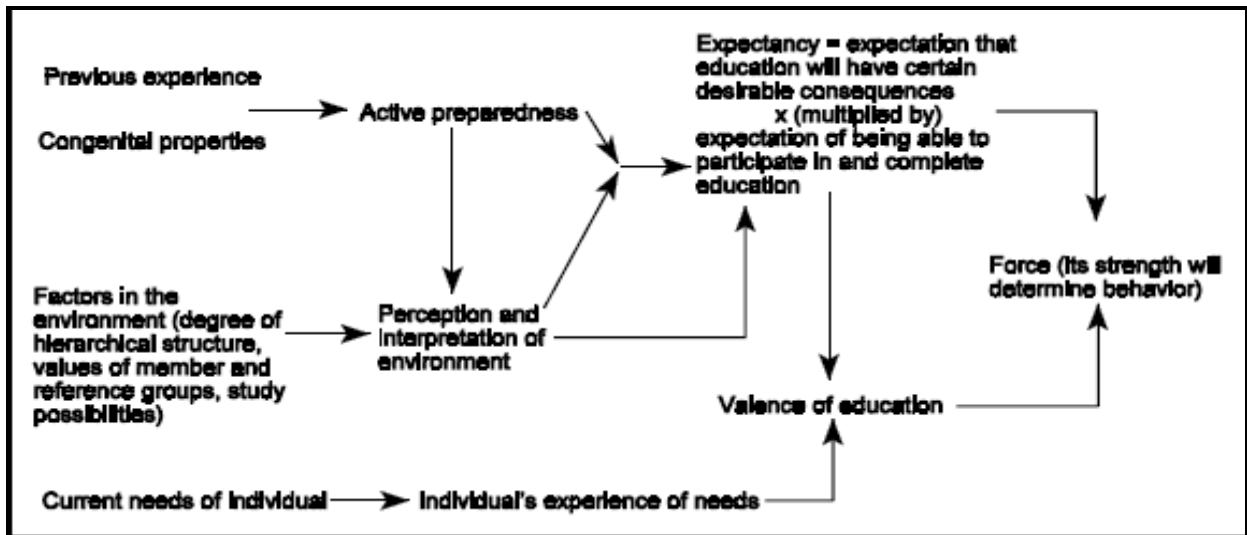 Previous experience
Congenital properties
Active preparedness
Expectancy = expectation that
education will have certain
desirable consequences
x (multiplied by)
expectation of being able to
participate in and complete
education
Factors in the
environment (degree of
hierarchical structure,
values of member and
reference groups, study
possibilities)
Perception and
interpretation of
environment
Force (its strength will
determine behavior)
Valence of education
Current needs of individual
Individual's experience of needs